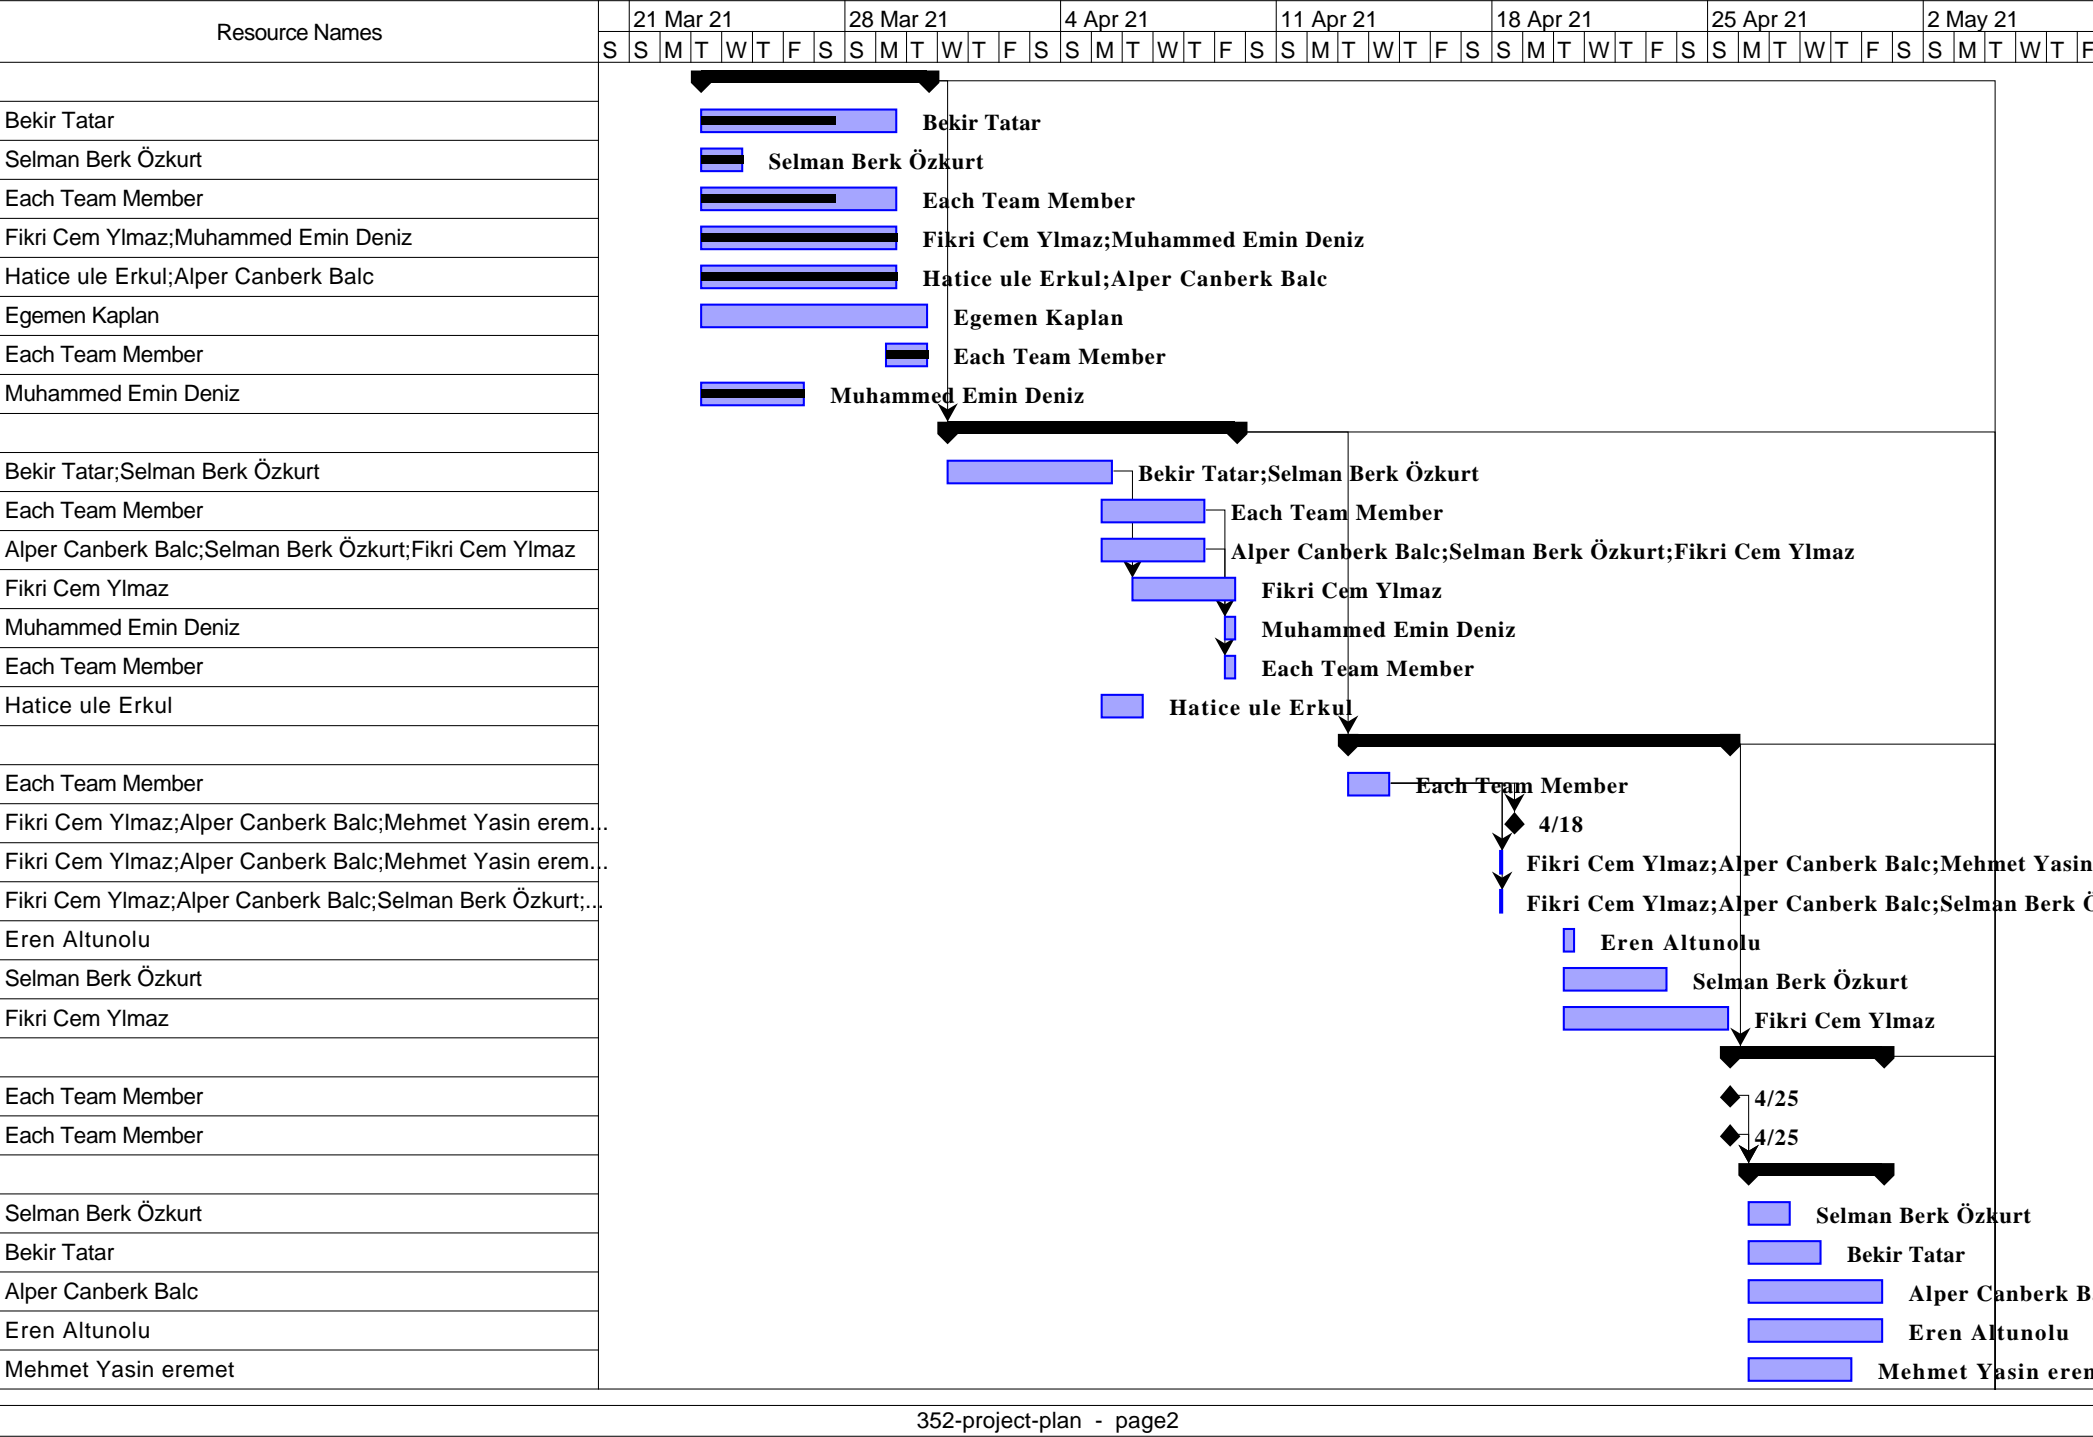 Resource Names
21 Mar 21 28 Mar 21 4 Apr 21 11 Apr 21 18 Apr 21 25 Apr 21 2 May 21
S S M T W T F S S M T W T F S S M T W T F S S M T W T F S S M T W T F S S M T W T F S S M T W T F
Bekir Tatar Bekir Tatar
Selman Berk Özkurt Selman Berk Özkurt
Each Team Member Each Team Member
Fikri Cem Ylmaz;Muhammed Emin Deniz Fikri Cem Ylmaz;Muhammed Emin Deniz
Hatice ule Erkul;Alper Canberk Balc Hatice ule Erkul;Alper Canberk Balc
Egemen Kaplan Egemen Kaplan
Each Team Member Each Team Member
Muhammed Emin Deniz Muhammed Emin Deniz
Bekir Tatar;Selman Berk Özkurt Bekir Tatar;Selman Berk Özkurt
Each Team Member Each Team Member
Alper Canberk Balc;Selman Berk Özkurt;Fikri Cem Ylmaz Alper Canberk Balc;Selman Berk Özkurt;Fikri Cem Ylmaz
Fikri Cem Ylmaz Fikri Cem Ylmaz
Muhammed Emin Deniz Muhammed Emin Deniz
Each Team Member Each Team Member
Hatice ule Erkul Hatice ule Erkul
Each Team Member Each Team Member
Fikri Cem Ylmaz;Alper Canberk Balc;Mehmet Yasin erem... 4/18
Fikri Cem Ylmaz;Alper Canberk Balc;Mehmet Yasin erem... Fikri Cem Ylmaz;Alper Canberk Balc;Mehmet Yasin
Fikri Cem Ylmaz;Alper Canberk Balc;Selman Berk Özkurt;... Fikri Cem Ylmaz;Alper Canberk Balc;Selman Berk Ö
Eren Altunolu Eren Altunolu
Selman Berk Özkurt Selman Berk Özkurt
Fikri Cem Ylmaz Fikri Cem Ylmaz
Each Team Member 4/25
Each Team Member 4/25
Selman Berk Özkurt Selman Berk Özkurt
Bekir Tatar Bekir Tatar
Alper Canberk Balc Alper Canberk B
Eren Altunolu Eren Altunolu
Mehmet Yasin eremet Mehmet Yasin erem
352-project-plan - page2